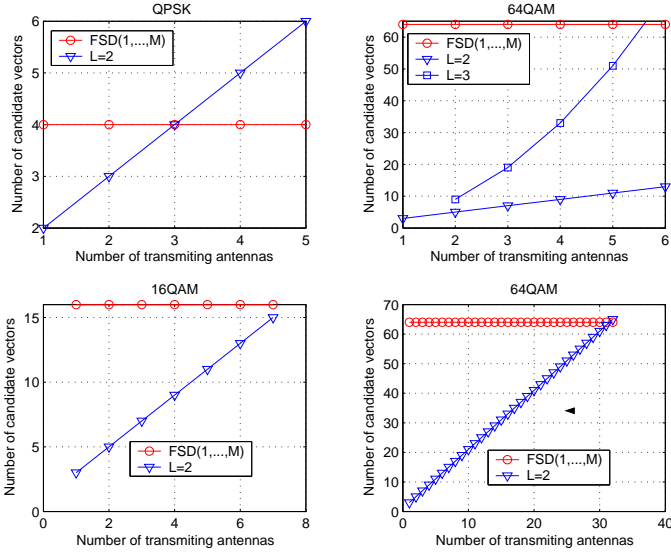 QPSK
6
5
4
3
2
1 2 3 4 5
Number of candidate vectors
Number of transmiting antennas
FSD(1,...,M)
L=2
64QAM
60
50
40
30
20
10
0
1 2 3 4 5 6
Number of candidate vectors
Number of transmiting antennas
FSD(1,...,M)
L=2
L=3
16QAM
15
10
5
0
0 2 4 6 8
Number of candidate vectors
Number of transmiting antennas
FSD(1,...,M)
L=2
64QAM
70
60
50
40
30
20
10
0
0 10 20 30 40
Number of candidate vectors
Number of transmiting antennas
FSD(1,...,M)
L=2